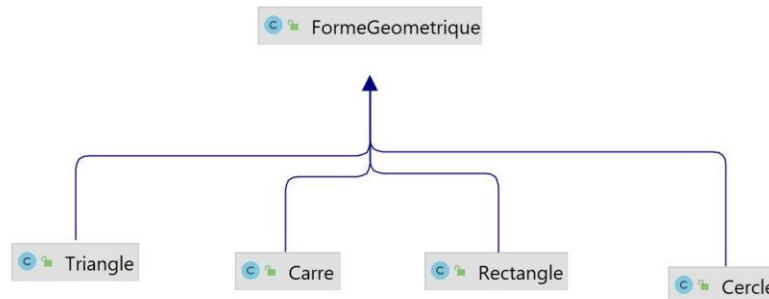 C FormeGeometrique
C Triangle
C Carre
C Rectangle
C Cercle